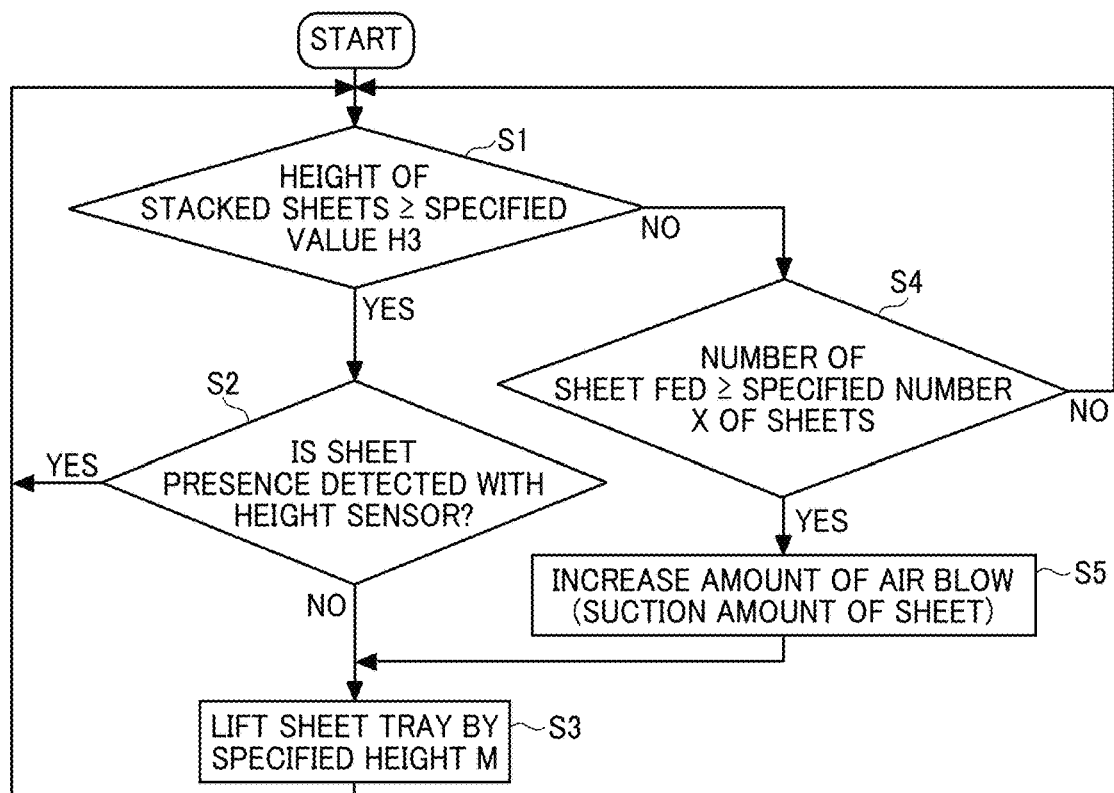 START
S1
HEIGHT OF
STACKED SHEETS ≥ SPECIFIED
VALUE H3
NO
YES
S4
NUMBER OF
SHEET FED ≥ SPECIFIED NUMBER
X OF SHEETS
NO
YES
S2
IS SHEET
PRESENCE DETECTED WITH
HEIGHT SENSOR?
YES
NO
INCREASE AMOUNT OF AIR BLOW
(SUCTION AMOUNT OF SHEET)
S5
LIFT SHEET TRAY BY
SPECIFIED HEIGHT M
S3